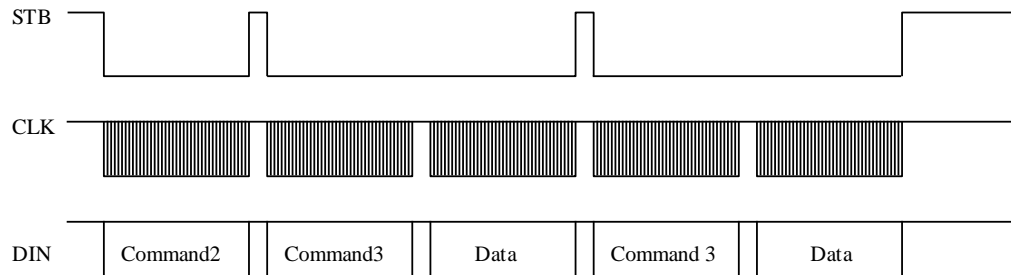 STB
CLK
DIN Command2 Command3 Data Command 3 Data